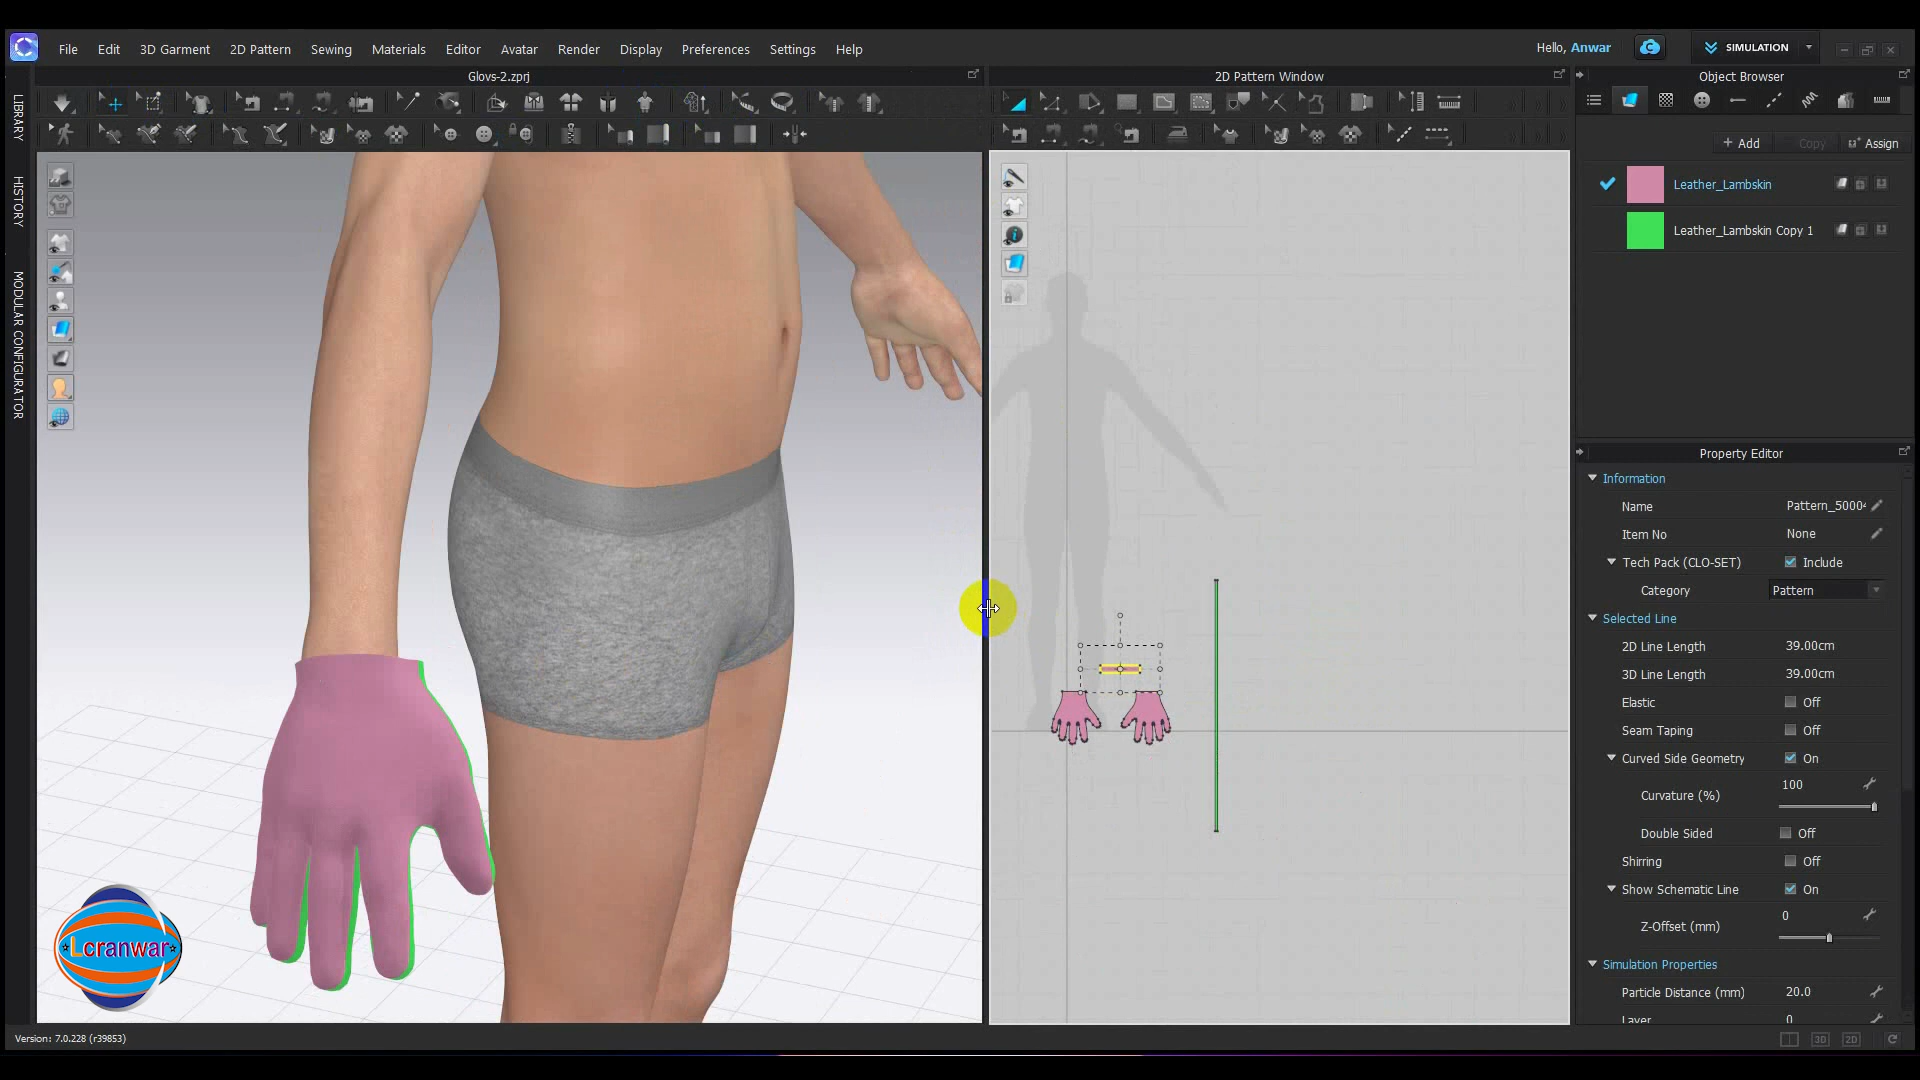 File Edit 3D Garment 2D Pattern Sewing Materials Editor Avatar Render Display Preferences Settings Help
Hello, Anwar
SIMULATION
Glovs-2.zprj
2D Pattern Window
Object Browser
LIBRARY
HISTORY
MODULAR CONFIGURATOR
+ Add Copy Assign
Leather_Lambskin
Leather_Lambskin Copy 1
Property Editor
Information
Name Pattern_5000
Item No None
Tech Pack (CLO-SET) Include
Category Pattern
Selected Line
2D Line Length 39.00cm
3D Line Length 39.00cm
Elastic Off
Seam Taping Off
Curved Side Geometry On
Curvature (%) 100
Double Sided Off
Shirring Off
Show Schematic Line On
Z-Offset (mm) 0
Simulation Properties
Particle Distance (mm) 20.0
Layer 0
Lcranwar
Version: 7.0.228 (r39853)
3D 2D